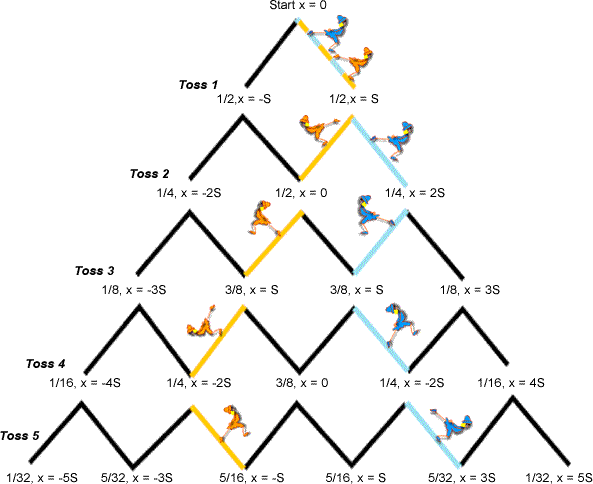 Start x = 0
Toss 1
1/2,x = -S 1/2,x = S
Toss 2
1/4, x = -2S 1/2, x = 0 1/4, x = 2S
Toss 3
1/8, x = -3S 3/8, x = S 3/8, x = S 1/8, x = 3S
Toss 4
1/16, x = -4S 1/4, x = -2S 3/8, x = 0 1/4, x = -2S 1/16, x = 4S
Toss 5
1/32, x = -5S 5/32, x = -3S 5/16, x = -S 5/16, x = S 5/32, x = 3S 1/32, x = 5S